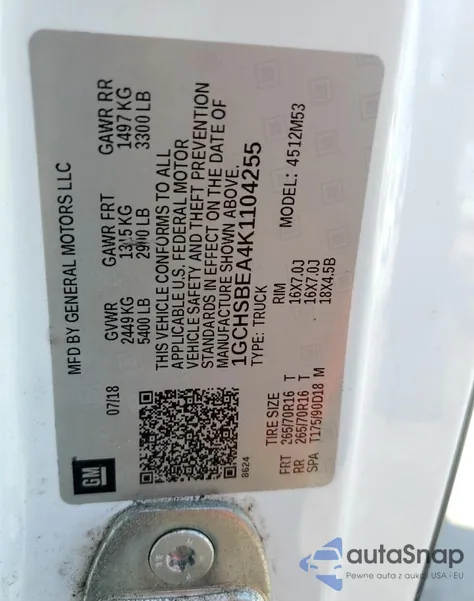 MFD BY GENERAL MOTORS LLC
07/18 GVWR GAWR FRT GAWR RR
2449 KG KG 1497 KG
5400 LB LB 3300 LB
THIS VEHICLE CONFORMS TO ALL
APPLICABLE U.S. FEDERAL MOTOR
VEHICLE SAFETY AND THEFT PREVENTION
STANDARDS IN EFFECT ON THE DATE OF
MANUFACTURE SHOWN ABOVE.
1GCHSBEA4K1104255
TYPE: TRUCK MODEL: 4512M53
8624
TIRE SIZE RIM
FRT 265/70R16 T 16X7.0J
RR 265/70R16 T 16X7.0J
SPA T175/90D18 M 18X4.5B
GM
autoSnap
Pewne auta z aukcji USA i EU